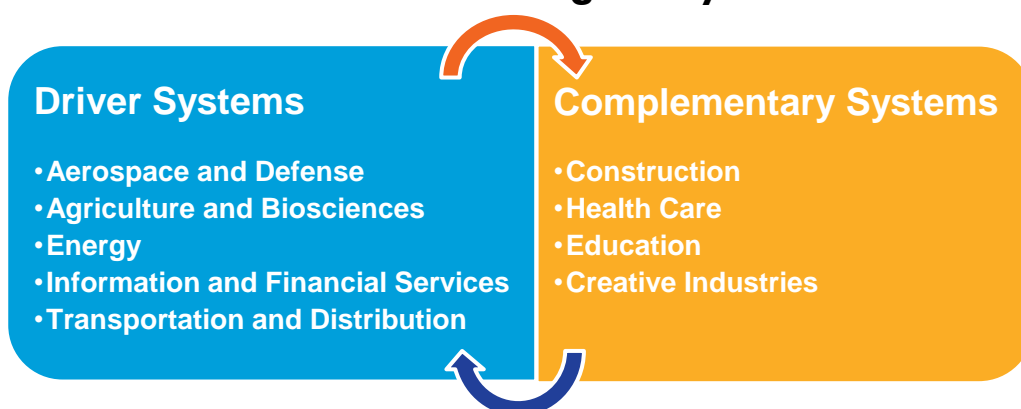 Driver Systems
•Aerospace and Defense
•Agriculture and Biosciences
•Energy
•Information and Financial Services
•Transportation and Distribution
Complementary Systems
•Construction
•Health Care
•Education
•Creative Industries